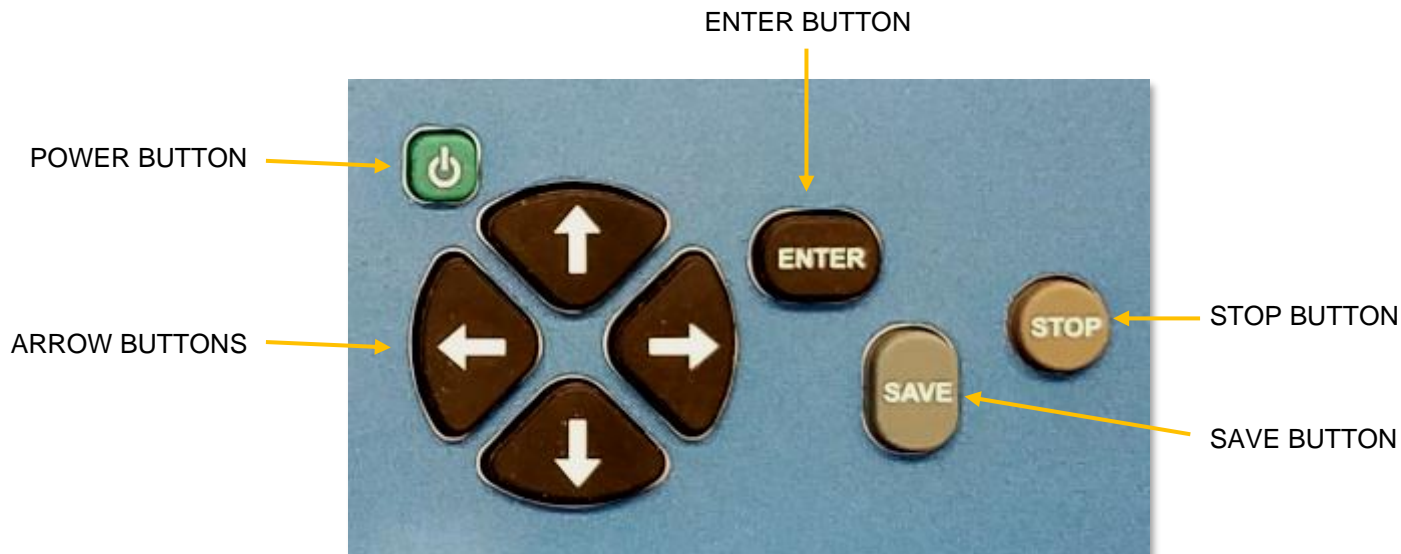 ENTER BUTTON
POWER BUTTON
ENTER
STOP
STOP BUTTON
ARROW BUTTONS
SAVE
SAVE BUTTON